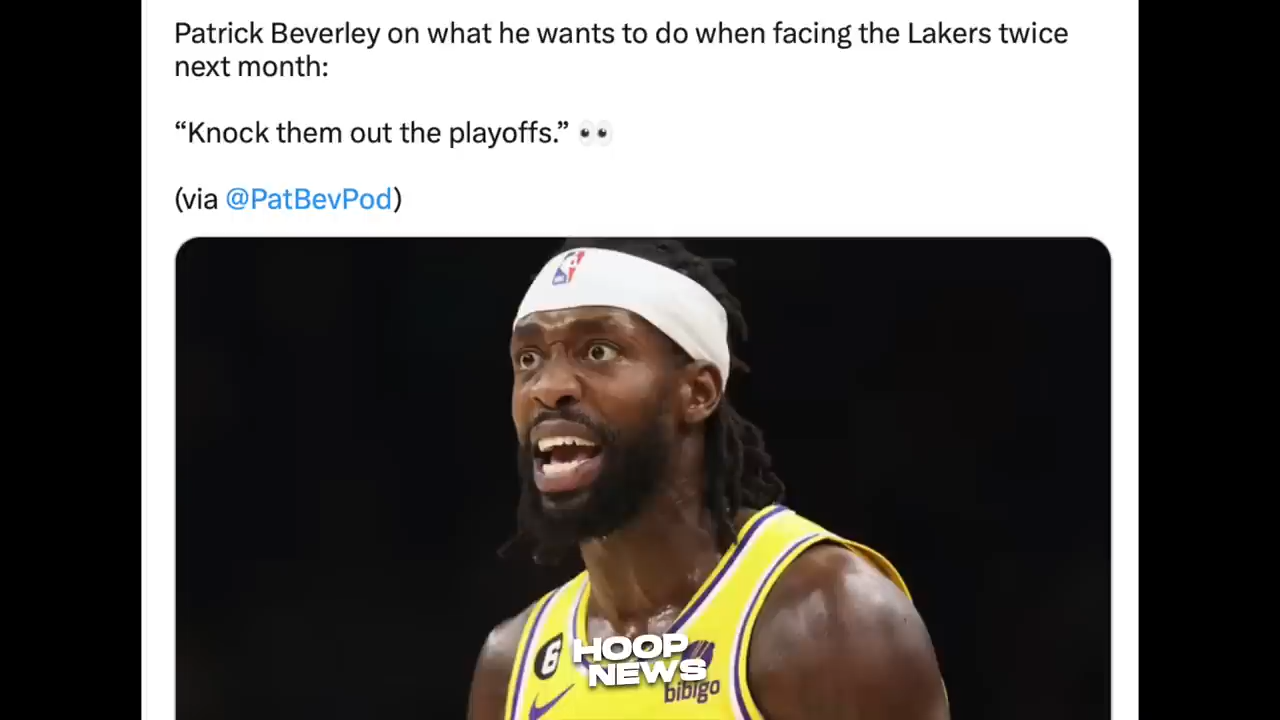 Patrick Beverley on what he wants to do when facing the Lakers twice
next month:
“Knock them out the playoffs.” 👀
(via @PatBevPod)
6
HOOP
NEWS
bibigo